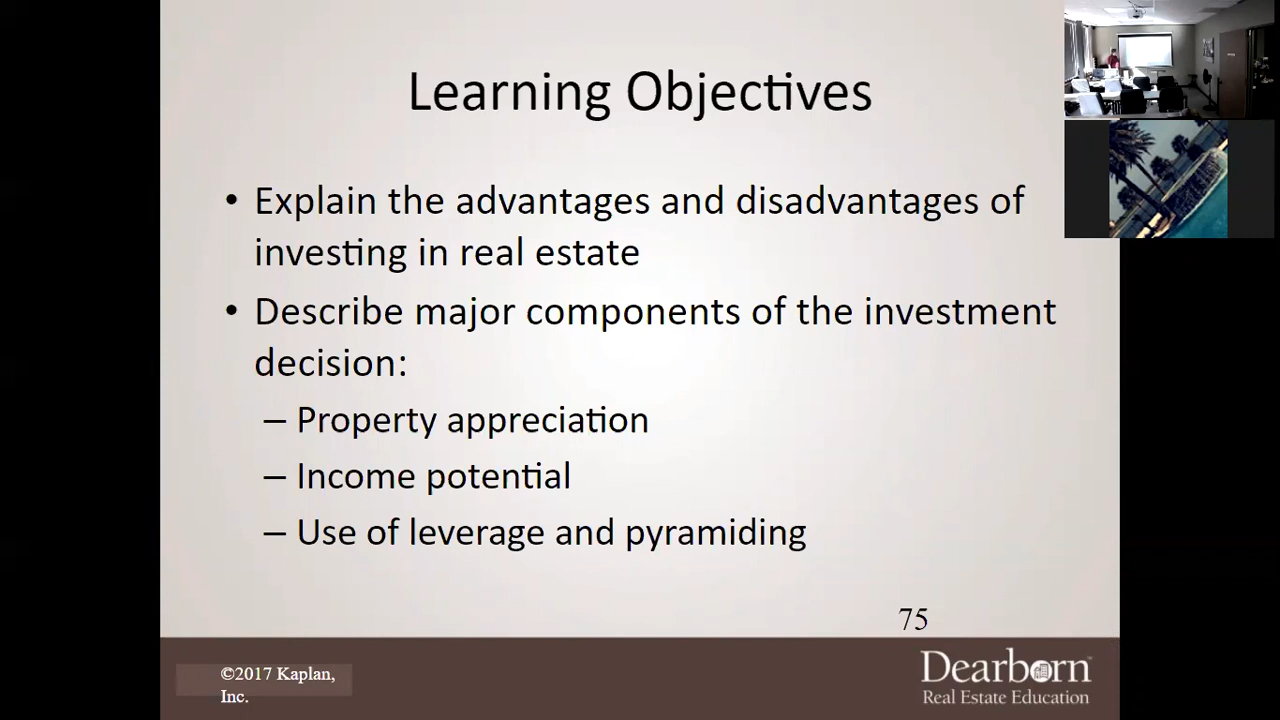 Learning Objectives
• Explain the advantages and disadvantages of
investing in real estate
• Describe major components of the investment
decision:
– Property appreciation
– Income potential
– Use of leverage and pyramiding
75
©2017 Kaplan,
Inc.
Dearborn™
Real Estate Education